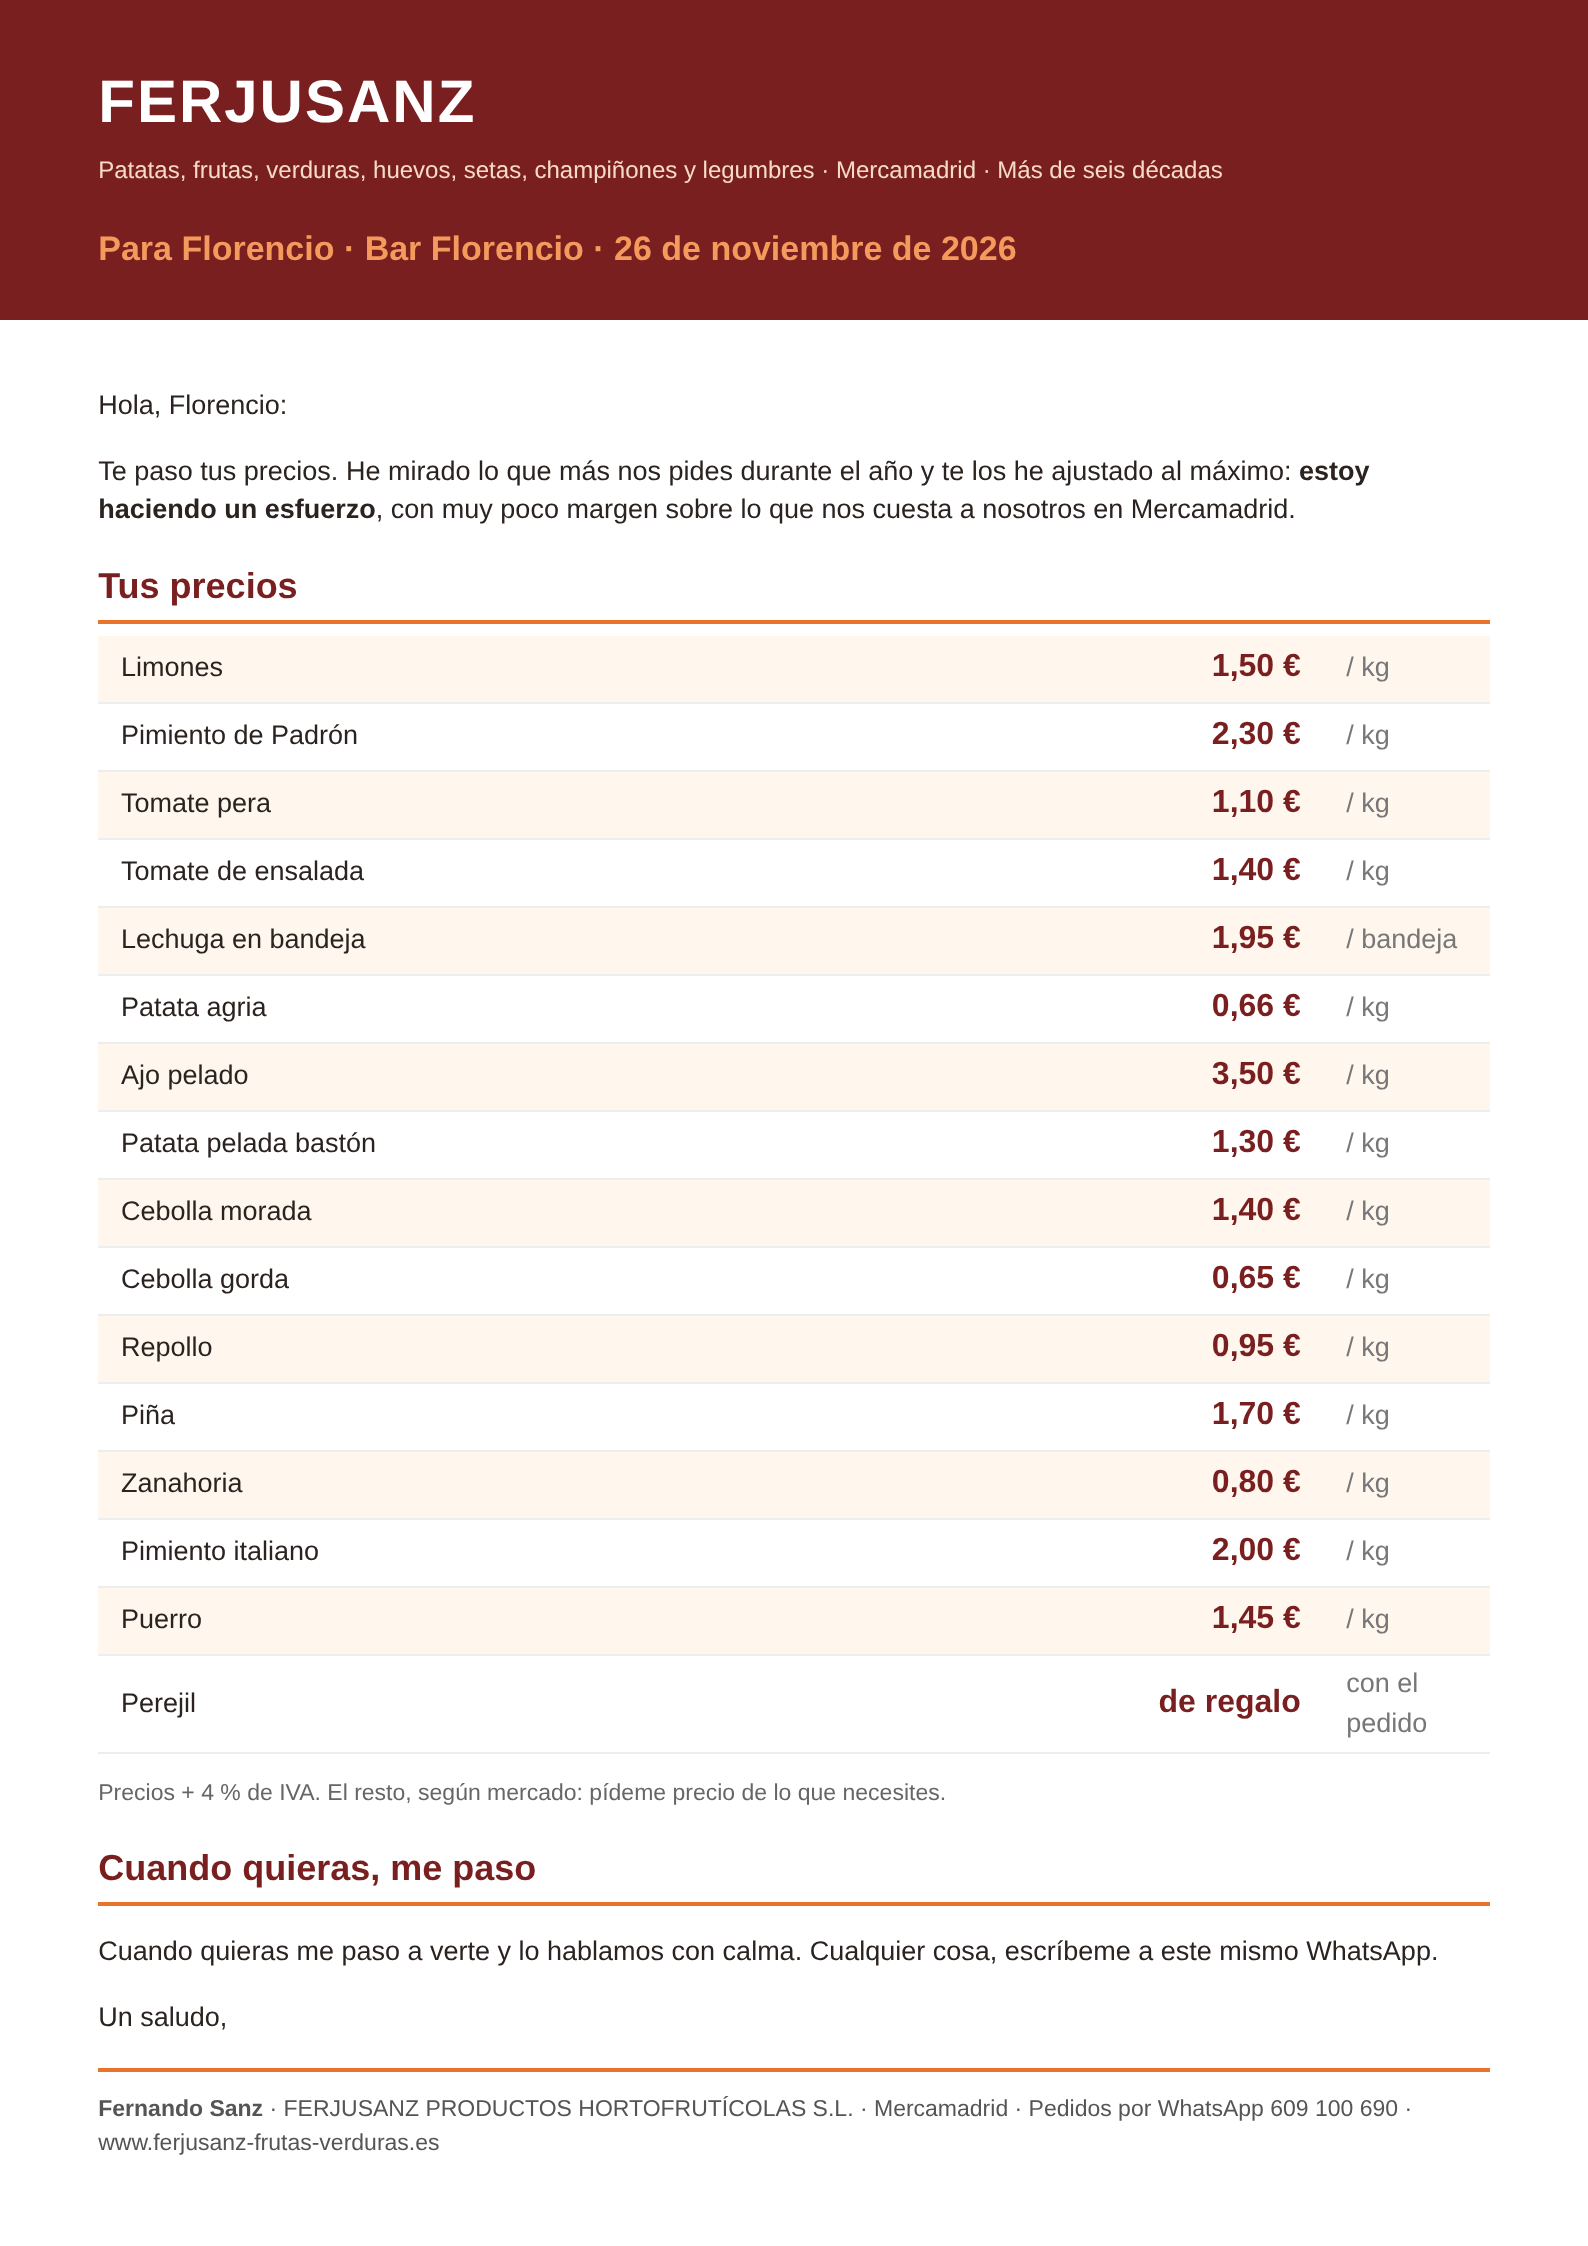 FERJUSANZ
Patatas, frutas, verduras, huevos, setas, champiñones y legumbres · Mercamadrid · Más de seis décadas
Para Florencio · Bar Florencio · 26 de noviembre de 2026
Hola, Florencio:
Te paso tus precios. He mirado lo que más nos pides durante el año y te los he ajustado al máximo: estoy
haciendo un esfuerzo, con muy poco margen sobre lo que nos cuesta a nosotros en Mercamadrid.
Tus precios
Limones 1,50 € / kg
Pimiento de Padrón 2,30 € / kg
Tomate pera 1,10 € / kg
Tomate de ensalada 1,40 € / kg
Lechuga en bandeja 1,95 € / bandeja
Patata agria 0,66 € / kg
Ajo pelado 3,50 € / kg
Patata pelada bastón 1,30 € / kg
Cebolla morada 1,40 € / kg
Cebolla gorda 0,65 € / kg
Repollo 0,95 € / kg
Piña 1,70 € / kg
Zanahoria 0,80 € / kg
Pimiento italiano 2,00 € / kg
Puerro 1,45 € / kg
Perejil de regalo con el
pedido
Precios + 4 % de IVA. El resto, según mercado: pídeme precio de lo que necesites.
Cuando quieras, me paso
Cuando quieras me paso a verte y lo hablamos con calma. Cualquier cosa, escríbeme a este mismo WhatsApp.
Un saludo,
Fernando Sanz · FERJUSANZ PRODUCTOS HORTOFRUTÍCOLAS S.L. · Mercamadrid · Pedidos por WhatsApp 609 100 690 ·
www.ferjusanz-frutas-verduras.es